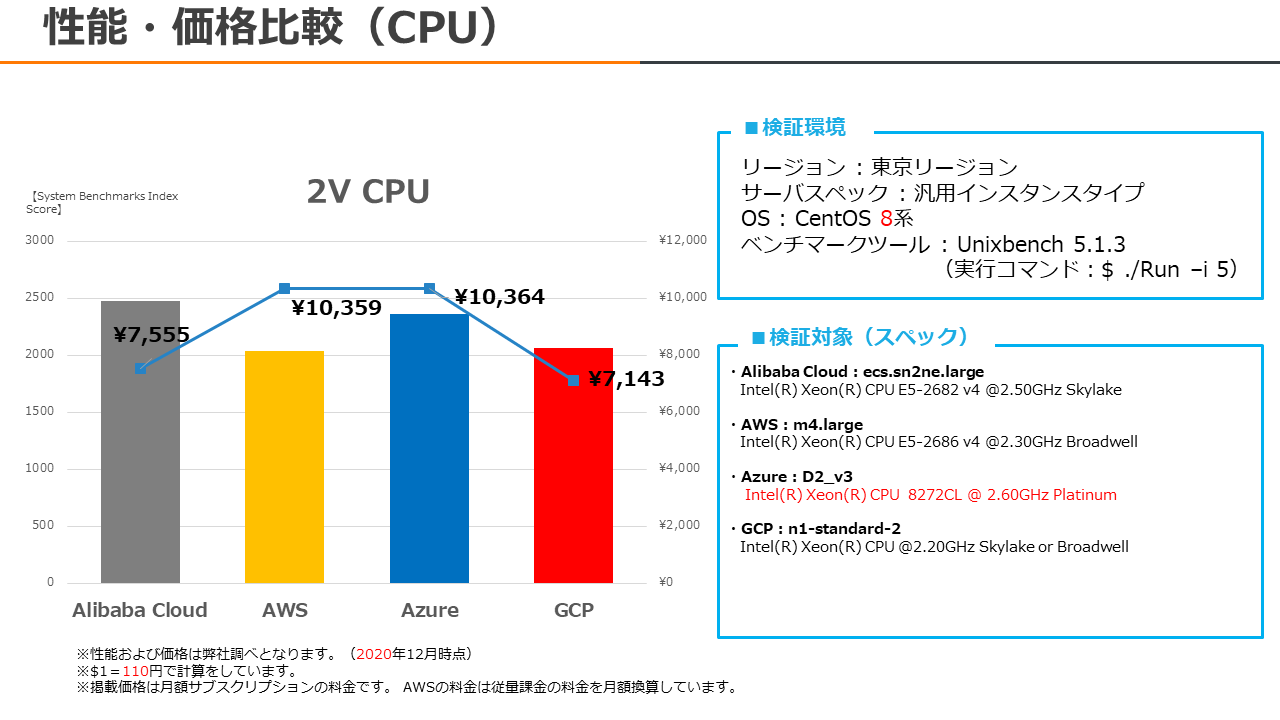 性能・価格比較（CPU）
【System Benchmarks Index
Score】
2V CPU
3000
2500
2000
1500
1000
500
0
¥12,000
¥10,000
¥8,000
¥6,000
¥4,000
¥2,000
¥0
¥7,555
¥10,359
¥10,364
¥7,143
Alibaba Cloud
AWS
Azure
GCP
※性能および価格は弊社調べとなります。（2020年12月時点）
※$1＝110円で計算をしています。
※掲載価格は月額サブスクリプションの料金です。 AWSの料金は従量課金の料金を月額換算しています。
■検証環境
リージョン：東京リージョン
サーバスペック：汎用インスタンスタイプ
OS：CentOS 8系
ベンチマークツール ：Unixbench 5.1.3
（実行コマンド：$ ./Run –i 5）
■検証対象（スペック）
・Alibaba Cloud：ecs.sn2ne.large
Intel(R) Xeon(R) CPU E5-2682 v4 @2.50GHz Skylake
・AWS：m4.large
Intel(R) Xeon(R) CPU E5-2686 v4 @2.30GHz Broadwell
・Azure：D2_v3
Intel(R) Xeon(R) CPU 8272CL @ 2.60GHz Platinum
・GCP：n1-standard-2
Intel(R) Xeon(R) CPU @2.20GHz Skylake or Broadwell